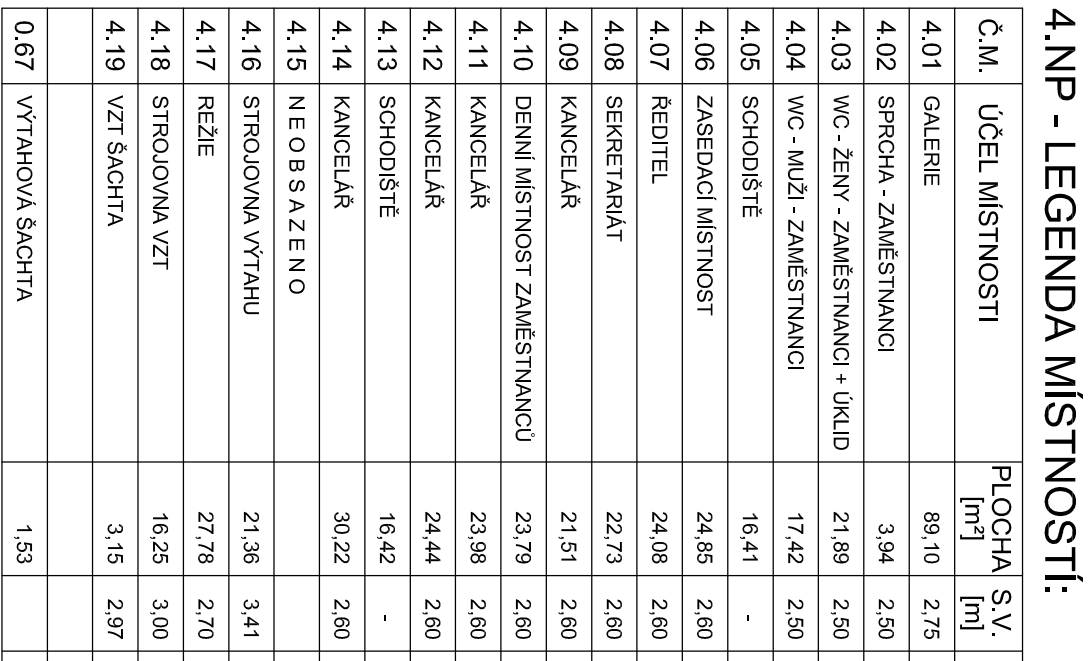 4.NP - LEGENDA MÍSTNOSTÍ:
Č.M. ÚČEL MÍSTNOSTI PLOCHA [m²] S.V. [m]
4.01 GALERIE 89,10 2,75
4.02 SPRCHA - ZAMĚSTNANCI 3,94 2,50
4.03 WC - ŽENY - ZAMĚSTNANCI + ÚKLID 21,89 2,50
4.04 WC - MUŽI - ZAMĚSTNANCI 17,42 2,50
4.05 SCHODIŠTĚ 16,41 -
4.06 ZASEDACÍ MÍSTNOST 24,85 2,60
4.07 ŘEDITEL 24,08 2,60
4.08 SEKRETARIÁT 22,73 2,60
4.09 KANCELÁŘ 21,51 2,60
4.10 DENNÍ MÍSTNOST ZAMĚSTNANCŮ 23,79 2,60
4.11 KANCELÁŘ 23,98 2,60
4.12 KANCELÁŘ 24,44 2,60
4.13 SCHODIŠTĚ 16,42 -
4.14 KANCELÁŘ 30,22 2,60
4.15 N E O B S A Z E N O
4.16 STROJOVNA VÝTAHU 21,36 3,41
4.17 REŽIE 27,78 2,70
4.18 STROJOVNA VZT 16,25 3,00
4.19 VZT ŠACHTA 3,15 2,97
0.67 VÝTAHOVÁ ŠACHTA 1,53